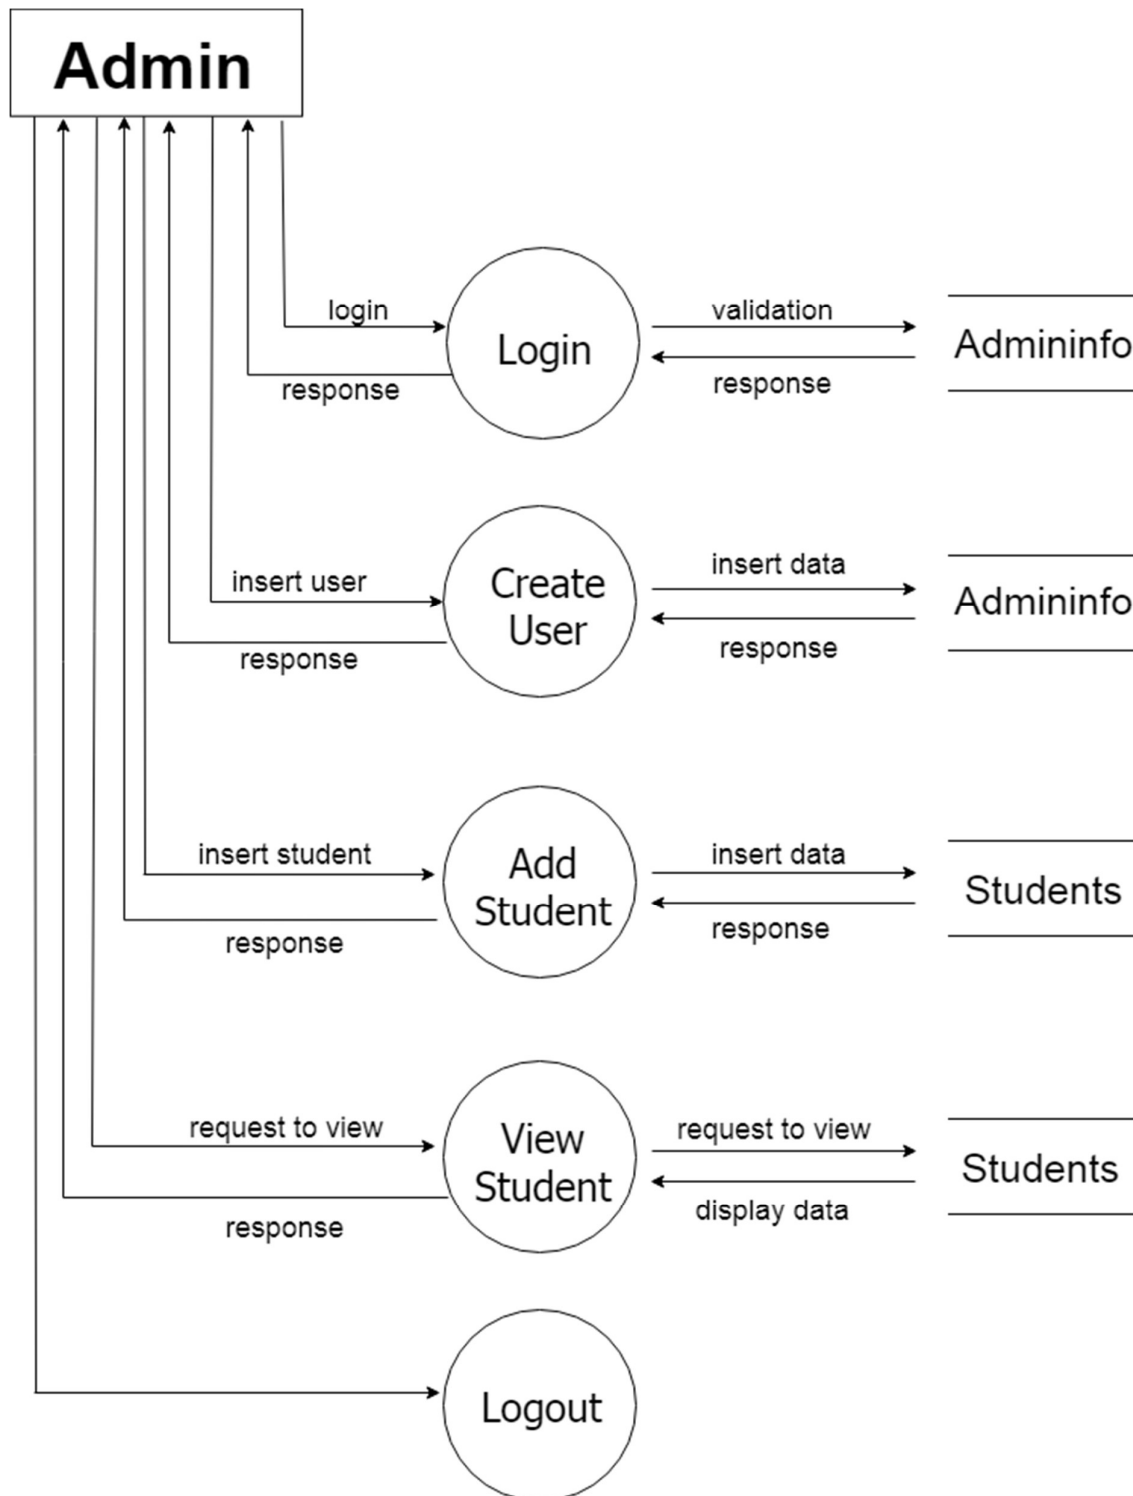 Admin
login
validation
Login
Admininfo
response
response
insert user
Create
User
insert data
Admininfo
response
response
insert student
Add
Student
insert data
Students
response
response
request to view
View
Student
request to view
Students
response
display data
Logout